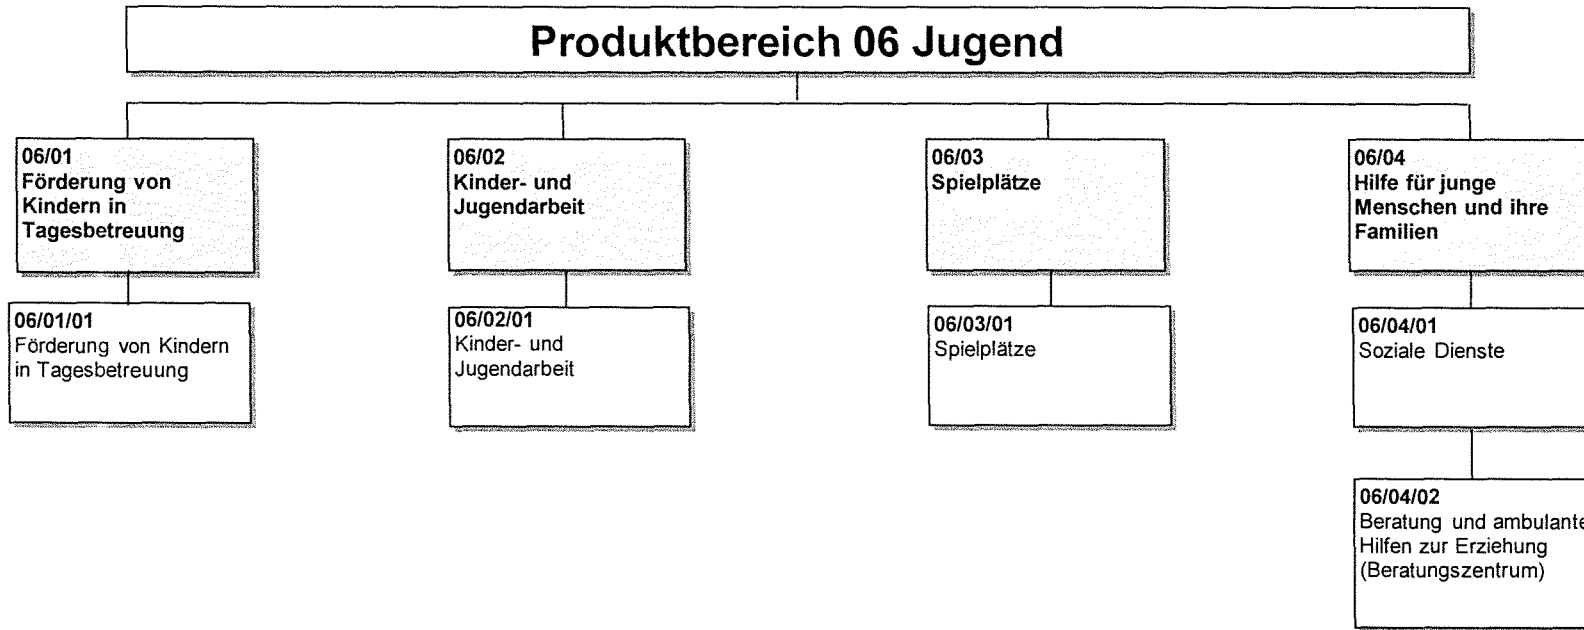 Produktbereich 06 Jugend
06/01
Förderung von
Kindern in
Tagesbetreuung
06/02
Kinder- und
Jugendarbeit
06/03
Spielplätze
06/04
Hilfe für junge
Menschen und ihre
Familien
06/01/01
Förderung von Kindern
in Tagesbetreuung
06/02/01
Kinder- und
Jugendarbeit
06/03/01
Spielplätze
06/04/01
Soziale Dienste
06/04/02
Beratung und ambulante
Hilfen zur Erziehung
(Beratungszentrum)